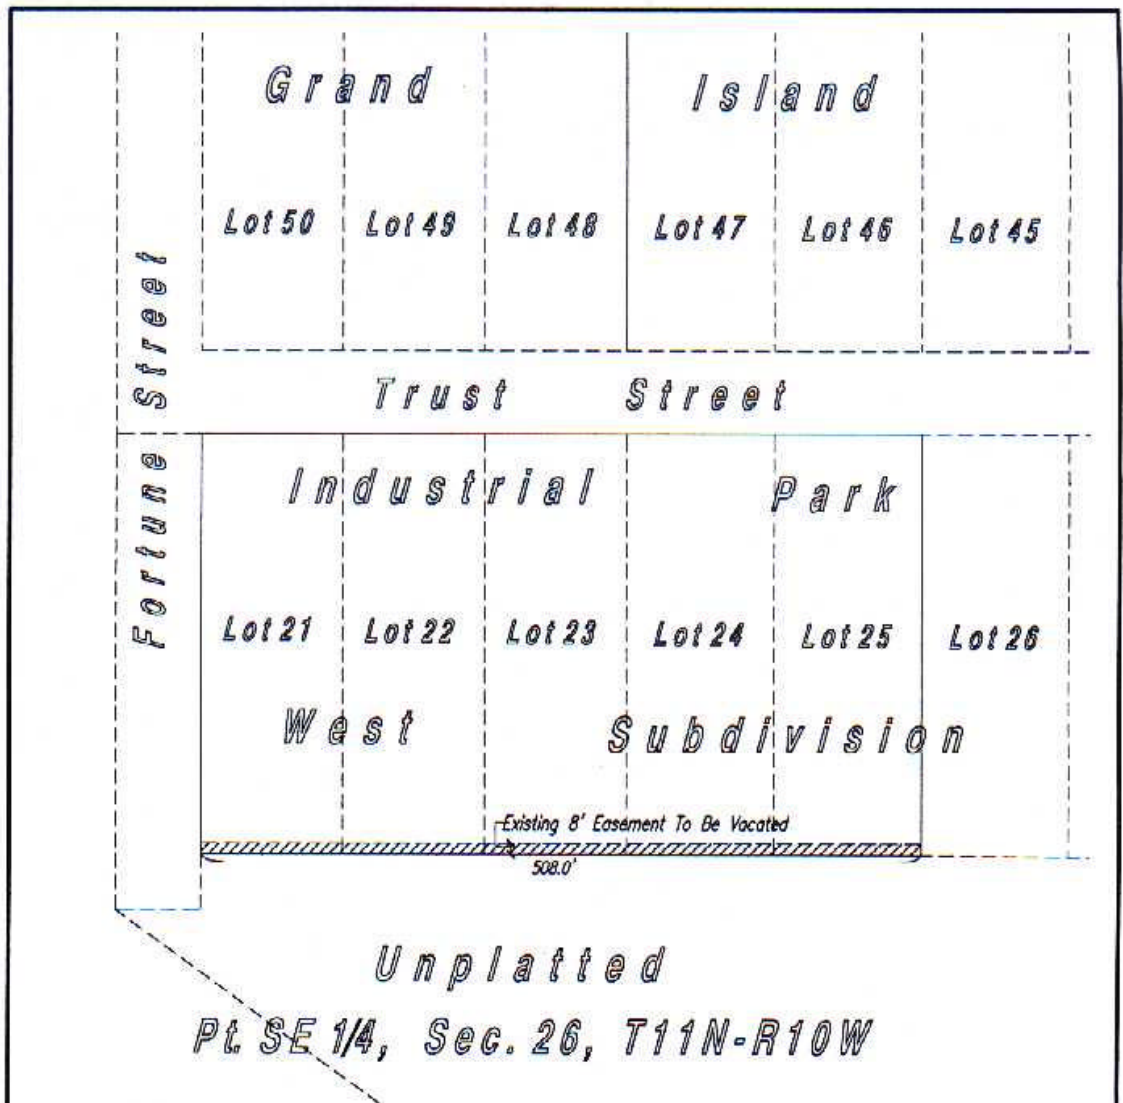 Grand Island
Lot 50 Lot 49 Lot 48 Lot 47 Lot 46 Lot 45
Fortune Street
Trust Street
Industrial Park
Lot 21 Lot 22 Lot 23 Lot 24 Lot 25 Lot 26
West Subdivision
Existing 8' Easement To Be Vacated
508.0'
Unplatted
Pt. SE 1/4, Sec. 26, T11N-R10W